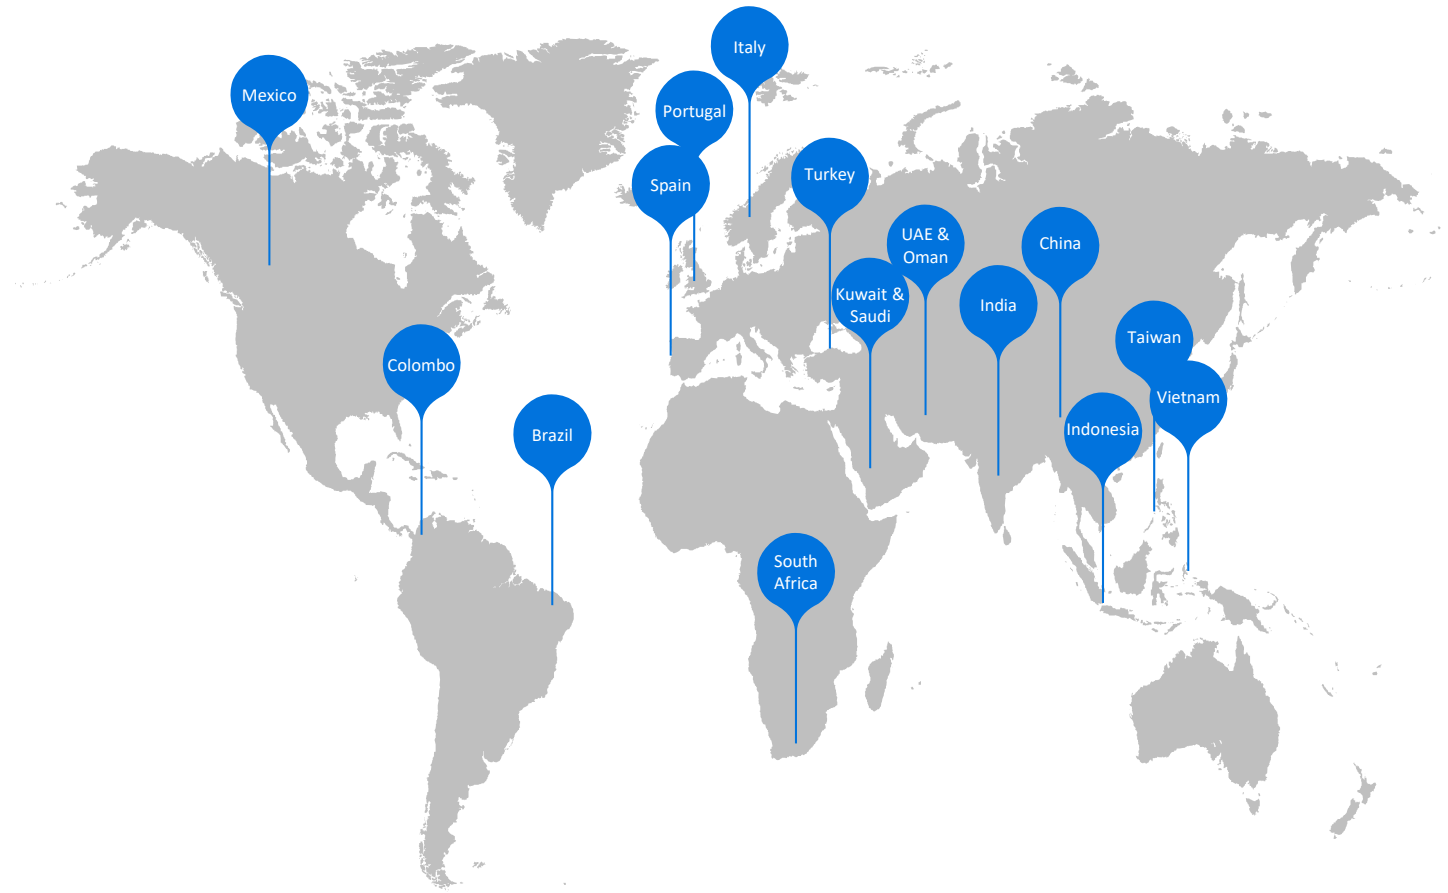 Italy
Mexico
Portugal
Turkey
Spain
UAE &
Oman
China
Kuwait &
Saudi
India
Taiwan
Colombo
Vietnam
Brazil
Indonesia
South
Africa